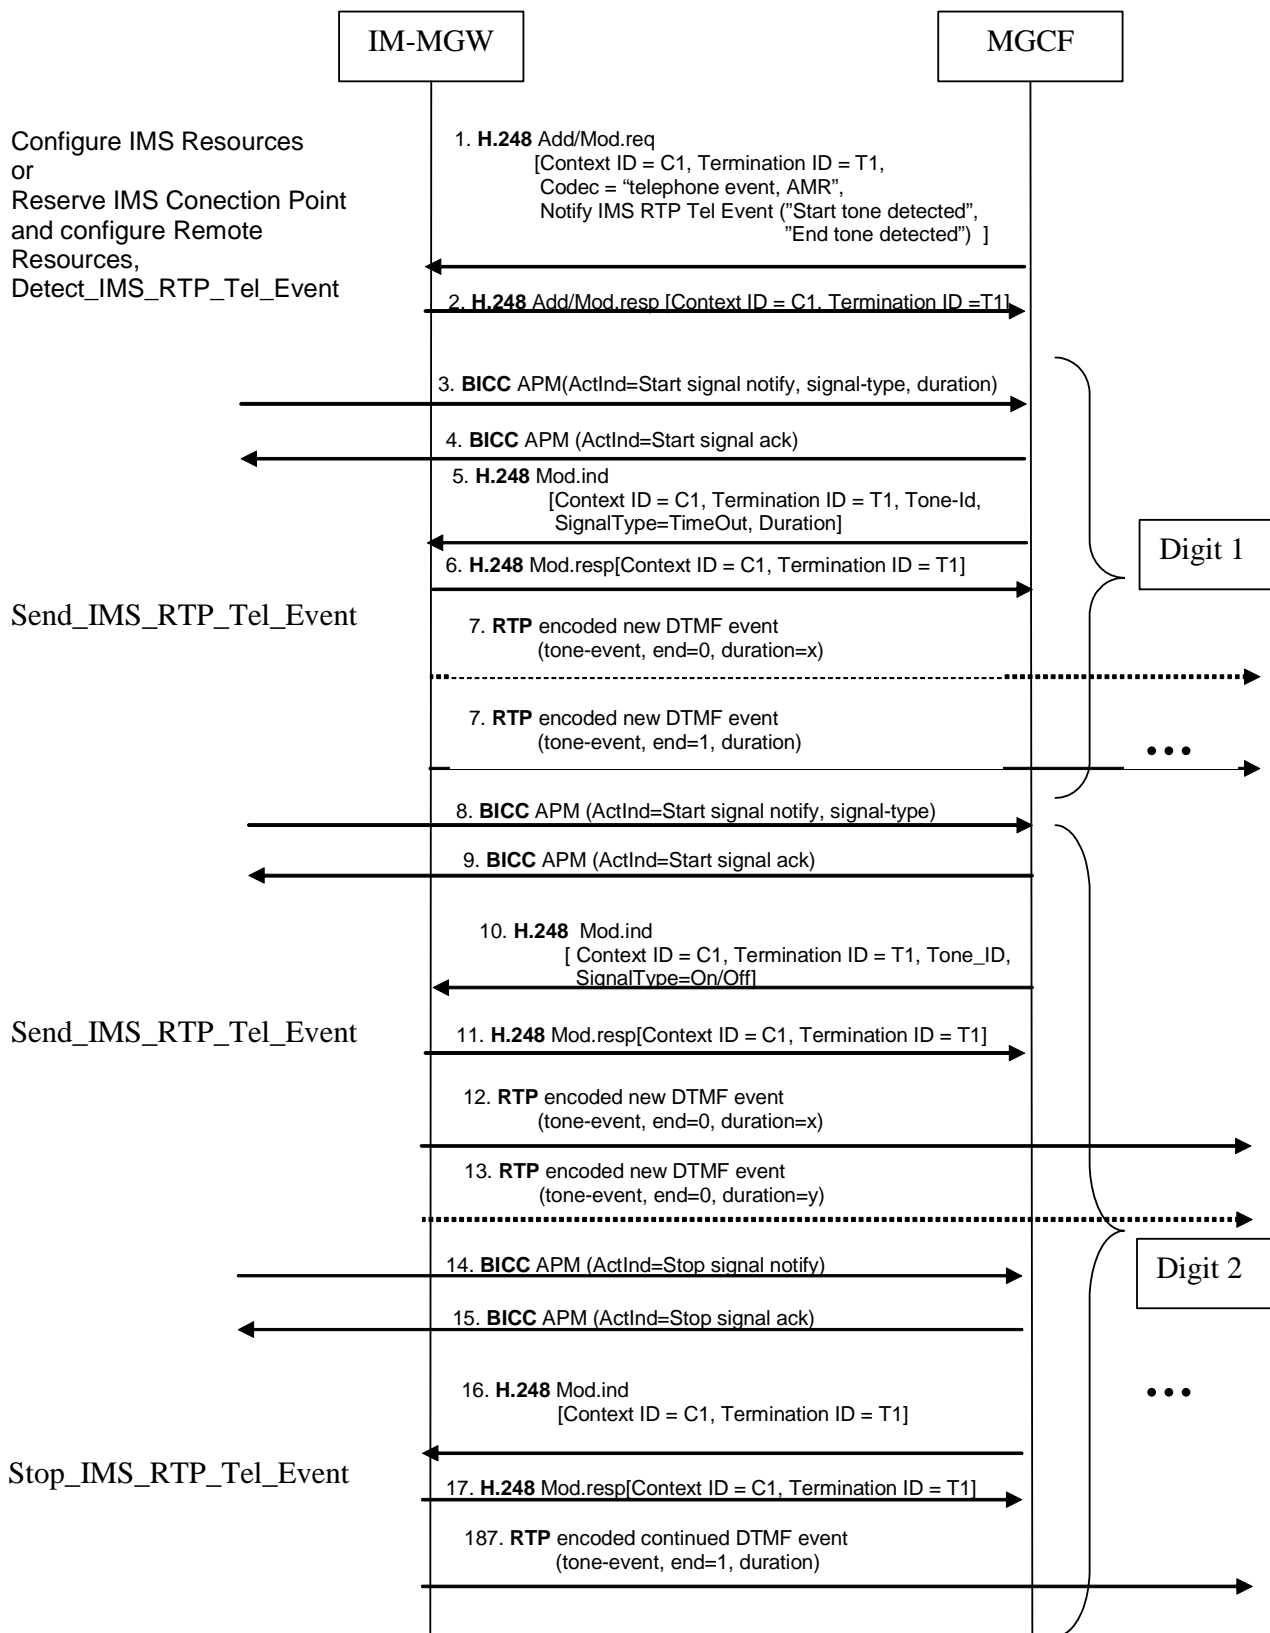 IM-MGW
MGCF
Configure IMS Resources
or
Reserve IMS Conection Point
and configure Remote
Resources,
Detect_IMS_RTP_Tel_Event
1. H.248 Add/Mod.req
[Context ID = C1, Termination ID = T1,
Codec = “telephone event, AMR”,
Notify IMS RTP Tel Event (”Start tone detected”,
”End tone detected”) ]
2. H.248 Add/Mod.resp [Context ID = C1, Termination ID =T1]
3. BICC APM(ActInd=Start signal notify, signal-type, duration)
4. BICC APM (ActInd=Start signal ack)
5. H.248 Mod.ind
[Context ID = C1, Termination ID = T1, Tone-Id,
SignalType=TimeOut, Duration]
Digit 1
6. H.248 Mod.resp[Context ID = C1, Termination ID = T1]
Send_IMS_RTP_Tel_Event
7. RTP encoded new DTMF event
(tone-event, end=0, duration=x)
7. RTP encoded new DTMF event
(tone-event, end=1, duration)
...
8. BICC APM (ActInd=Start signal notify, signal-type)
9. BICC APM (ActInd=Start signal ack)
10. H.248 Mod.ind
[ Context ID = C1, Termination ID = T1, Tone_ID,
SignalType=On/Off]
Send_IMS_RTP_Tel_Event
11. H.248 Mod.resp[Context ID = C1, Termination ID = T1]
12. RTP encoded new DTMF event
(tone-event, end=0, duration=x)
13. RTP encoded new DTMF event
(tone-event, end=0, duration=y)
14. BICC APM (ActInd=Stop signal notify)
Digit 2
15. BICC APM (ActInd=Stop signal ack)
16. H.248 Mod.ind
[Context ID = C1, Termination ID = T1]
...
Stop_IMS_RTP_Tel_Event
17. H.248 Mod.resp[Context ID = C1, Termination ID = T1]
187. RTP encoded continued DTMF event
(tone-event, end=1, duration)